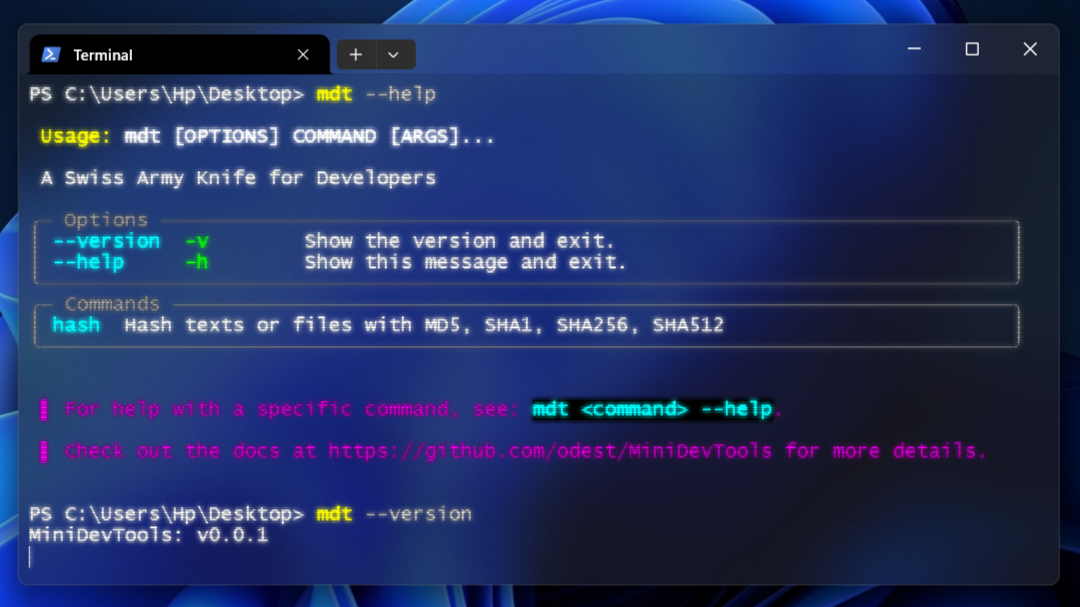 Terminal
PS C:\Users\Hp\Desktop> mdt --help
Usage: mdt [OPTIONS] COMMAND [ARGS]...
A Swiss Army Knife for Developers
Options
--version -v Show the version and exit.
--help -h Show this message and exit.
Commands
hash Hash texts or files with MD5, SHA1, SHA256, SHA512
For help with a specific command, see: mdt <command> --help.
Check out the docs at https://github.com/odest/MiniDevTools for more details.
PS C:\Users\Hp\Desktop> mdt --version
MiniDevTools: v0.0.1